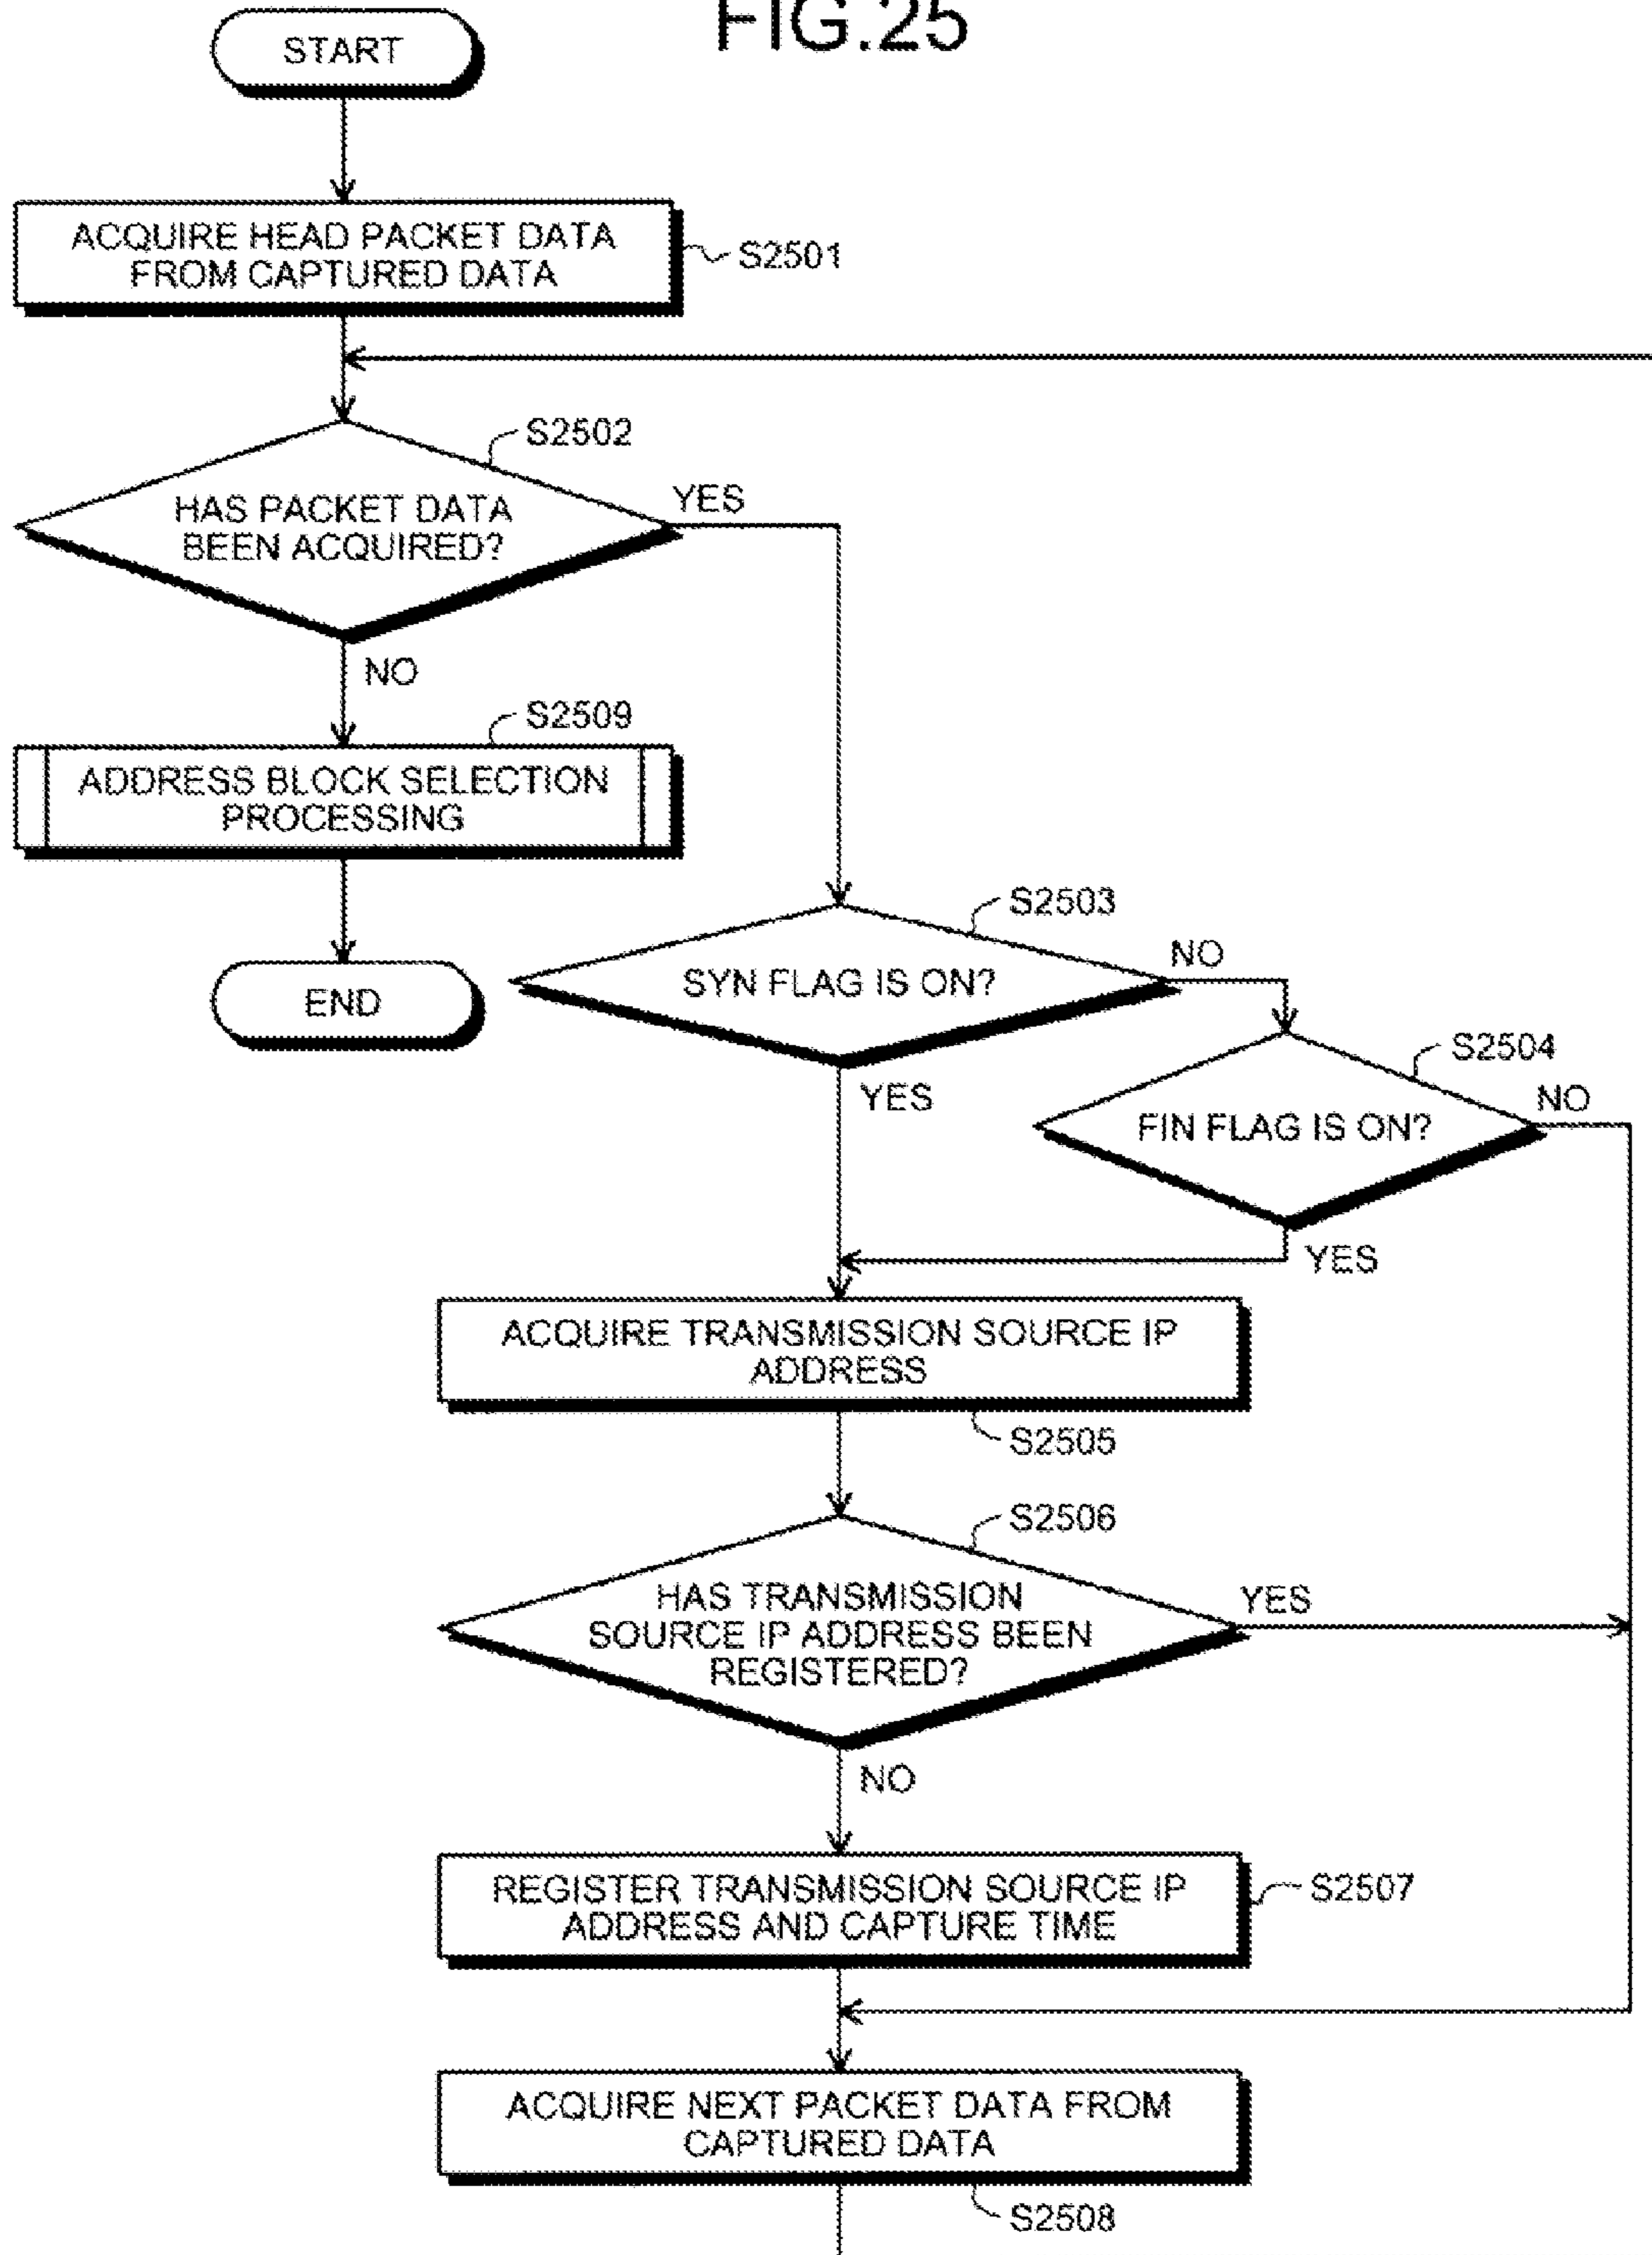 FIG.25
START
ACQUIRE HEAD PACKET DATA
FROM CAPTURED DATA
S2501
S2502
HAS PACKET DATA
BEEN ACQUIRED?
YES
NO
S2509
ADDRESS BLOCK SELECTION
PROCESSING
END
S2503
SYN FLAG IS ON?
NO
YES
S2504
FIN FLAG IS ON?
NO
YES
ACQUIRE TRANSMISSION SOURCE IP
ADDRESS
S2505
S2506
HAS TRANSMISSION
SOURCE IP ADDRESS BEEN
REGISTERED?
YES
NO
REGISTER TRANSMISSION SOURCE IP
ADDRESS AND CAPTURE TIME
S2507
ACQUIRE NEXT PACKET DATA FROM
CAPTURED DATA
S2508